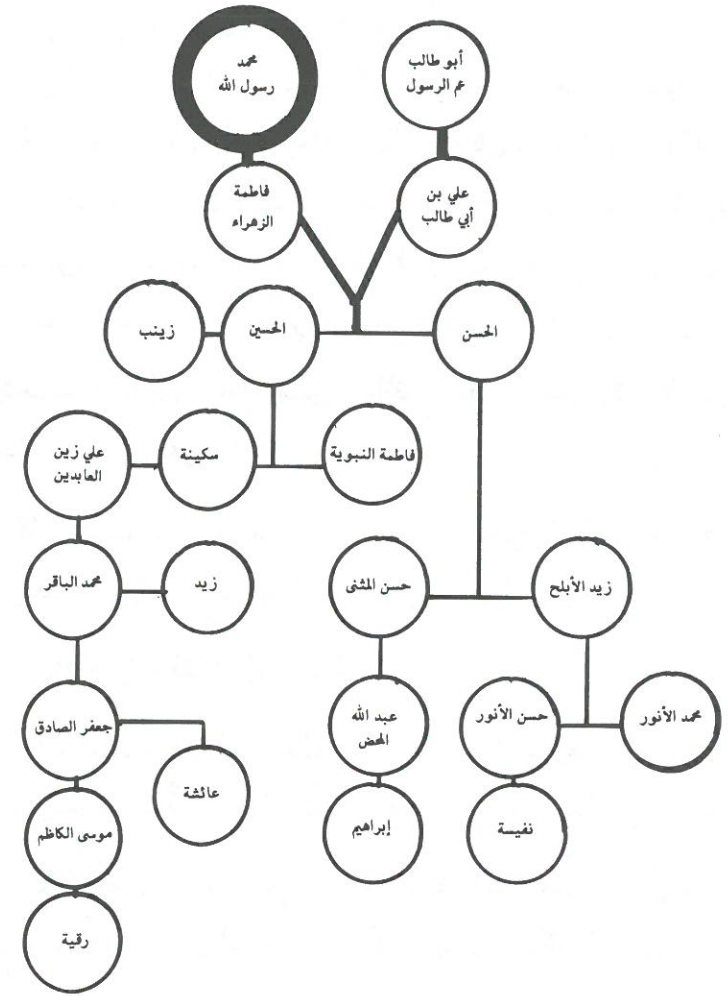 محمد
رسول الله
أبو طالب
عم الرسول
فاطمة
الزهراء
علي بن
أبي طالب
زينب
الحسين
الحسن
علي زين
العابدين
سكينة
فاطمة النبوية
محمد الباقر
زيد
حسن المثنى
زيد الأبلح
جعفر الصادق
عائشة
عبد الله
المحض
حسن الأنور
محمد الأنور
موسى الكاظم
إبراهيم
نفيسة
رقية